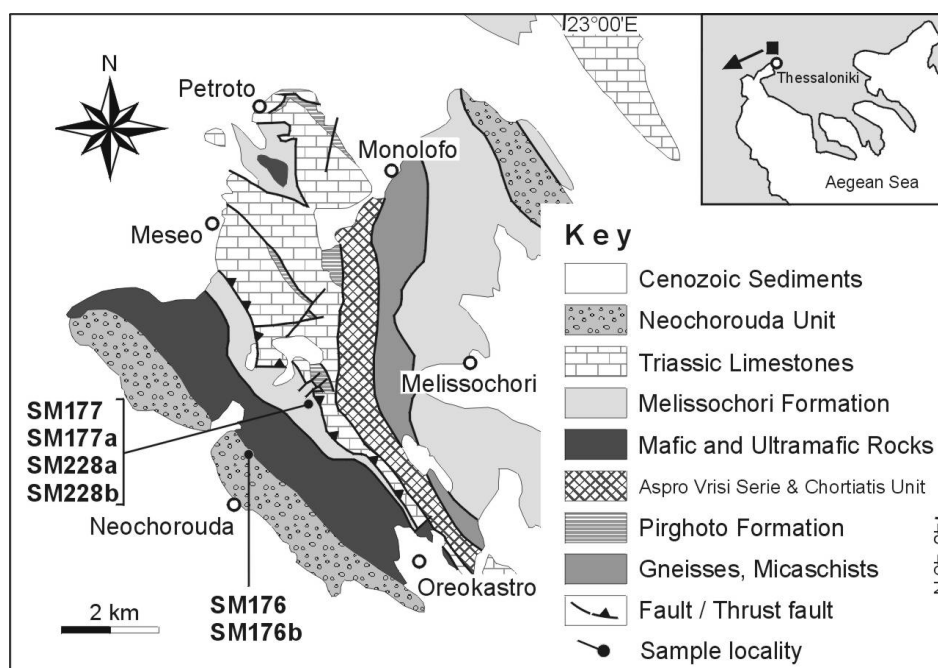 23°00'E
N
Petroto
Thessaloniki
Aegean Sea
Monolofo
Meseo
Key
Cenozoic Sediments
Neochorouda Unit
Triassic Limestones
Melissochori
Melissochori Formation
SM177
SM177a
SM228a
SM228b
Mafic and Ultramafic Rocks
Aspro Vrisi Serie & Chortiatis Unit
Neochorouda
Pirghoto Formation
Oreokastro
Gneisses, Micaschists
2 km
SM176
SM176b
Fault / Thrust fault
Sample locality